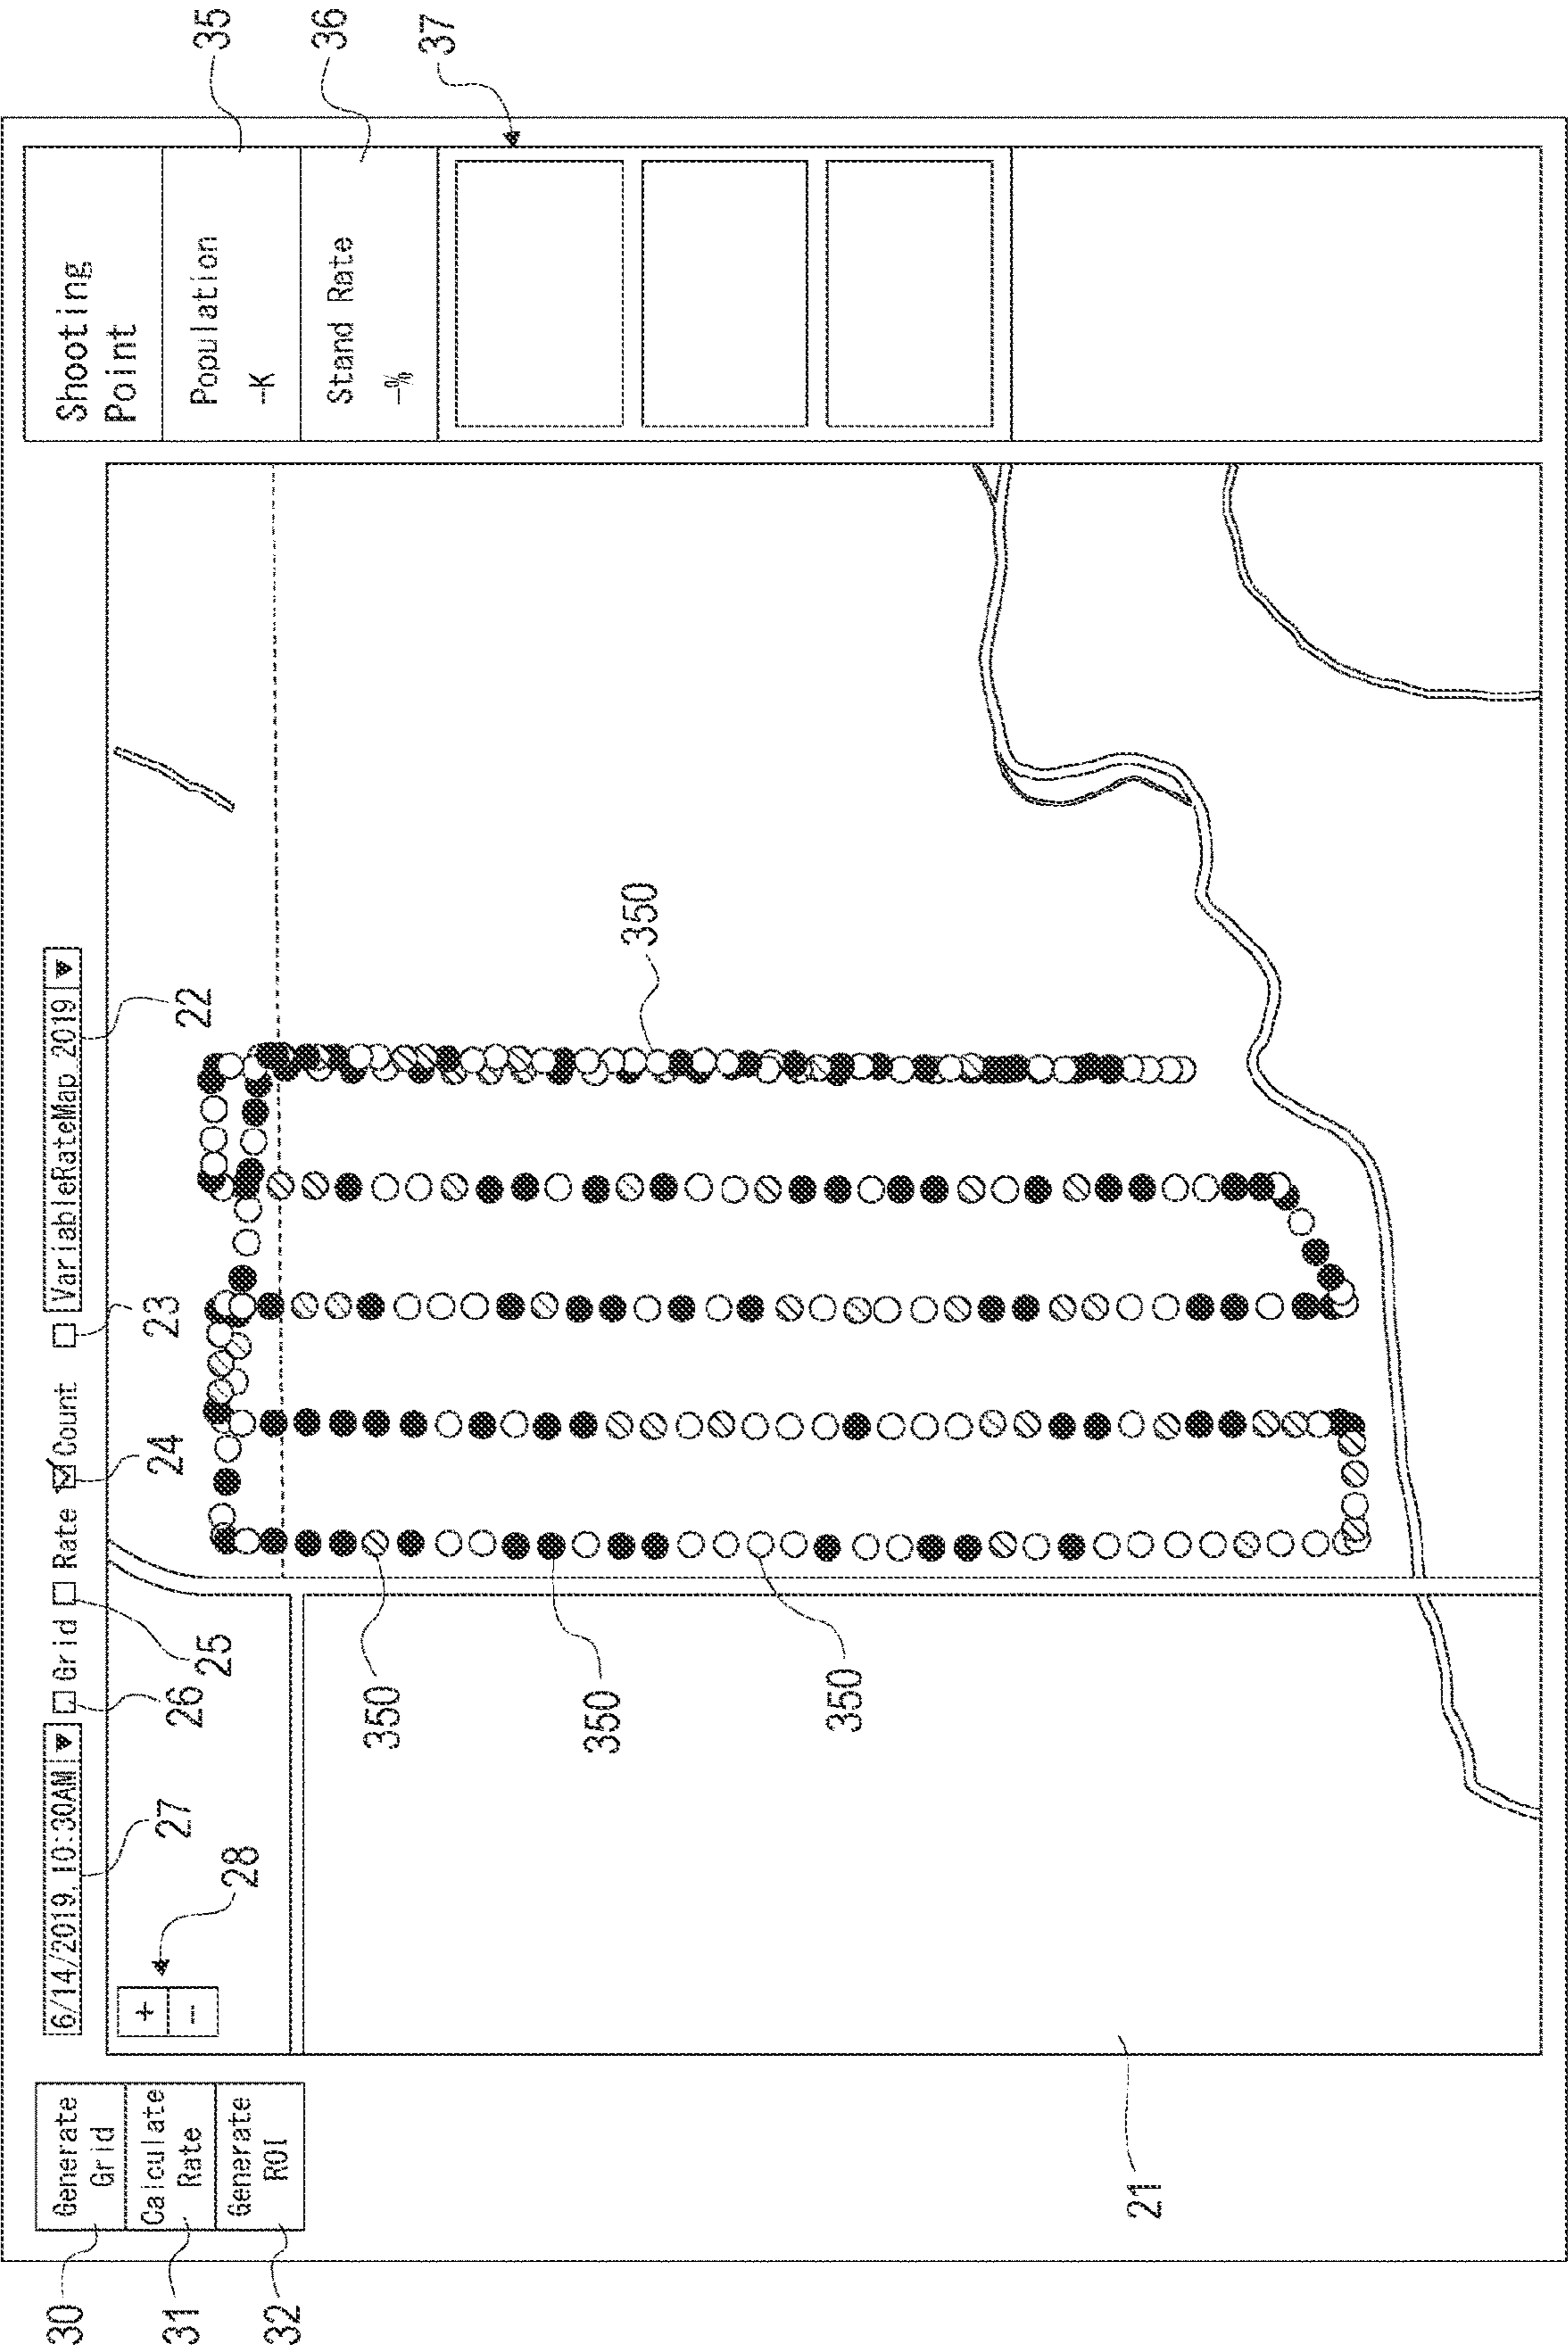 30
31
32
Generate
Grid
Calculate
Rate
Generate
ROI
6/14/2019, 10:30AM ▼
Grid
Rate
Count
VariableRateMap_2019 ▼
27
26
25
24
23
22
+
-
28
350
350
350
350
21
Shooting
Point
Population
-K
Stand Rate
-%
35
36
37